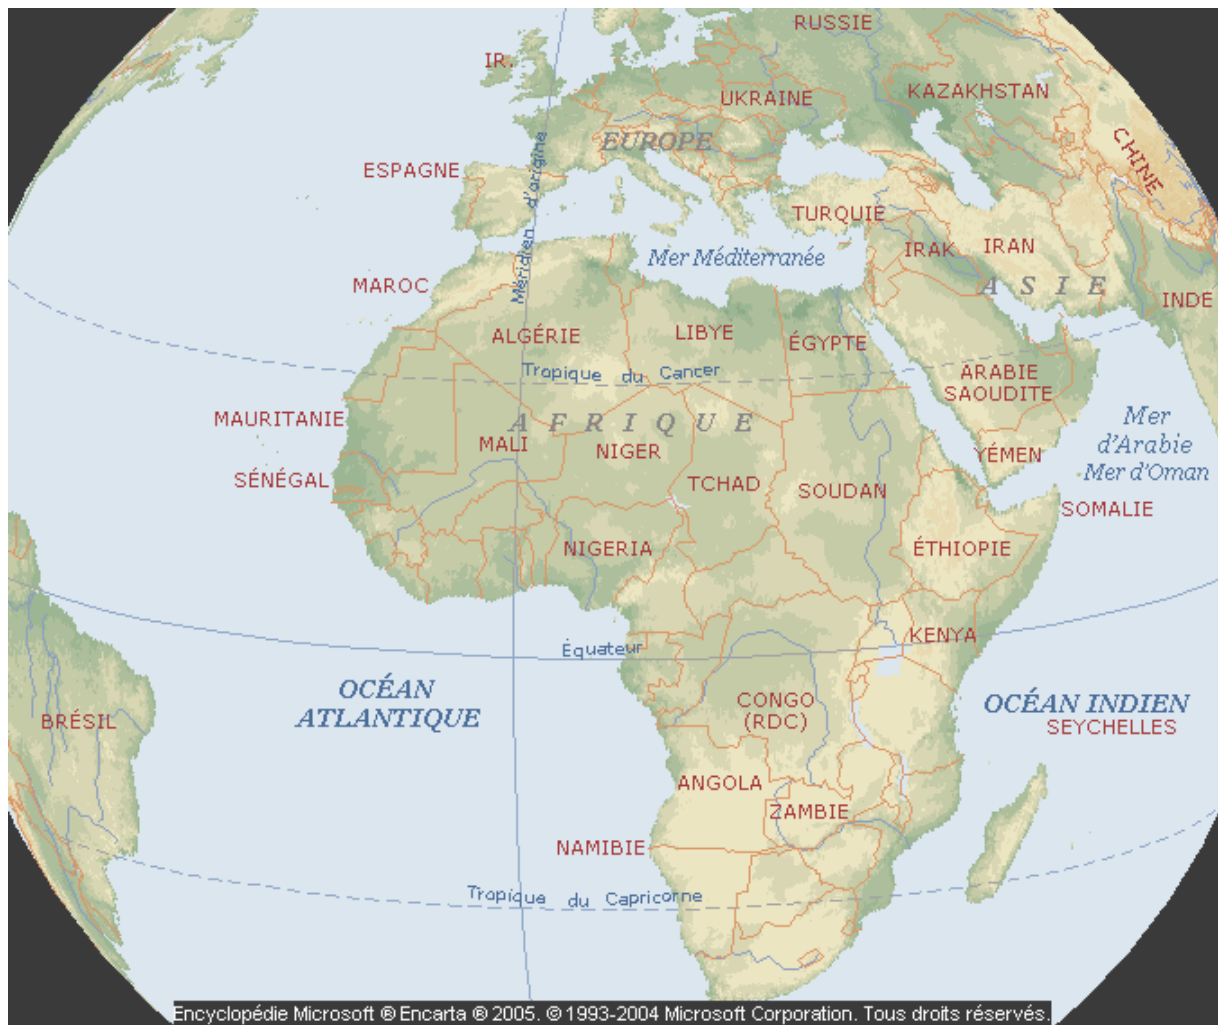 RUSSIE
IR.
UKRAINE
KAZAKHSTAN
EUROPE
CHINE
ESPAGNE
Méridien d'origine
TURQUIE
IRAK
IRAN
Mer Méditerranée
MAROC
ASIE
INDE
ALGÉRIE
LIBYE
ÉGYPTE
Tropique du Cancer
ARABIE
SAOUDITE
MAURITANIE
AFRIQUE
Mer
d'Arabie
Mer d'Oman
MALI
NIGER
YÉMEN
SÉNÉGAL
TCHAD
SOUDAN
SOMALIE
NIGERIA
ÉTHIOPIE
KENYA
Équateur
OCÉAN
ATLANTIQUE
CONGO
(RDC)
OCÉAN INDIEN
SEYCHELLES
BRÉSIL
ANGOLA
ZAMBIE
NAMIBIE
Tropique du Capricorne
Encyclopédie Microsoft ® Encarta ® 2005. © 1993-2004 Microsoft Corporation. Tous droits réservés.